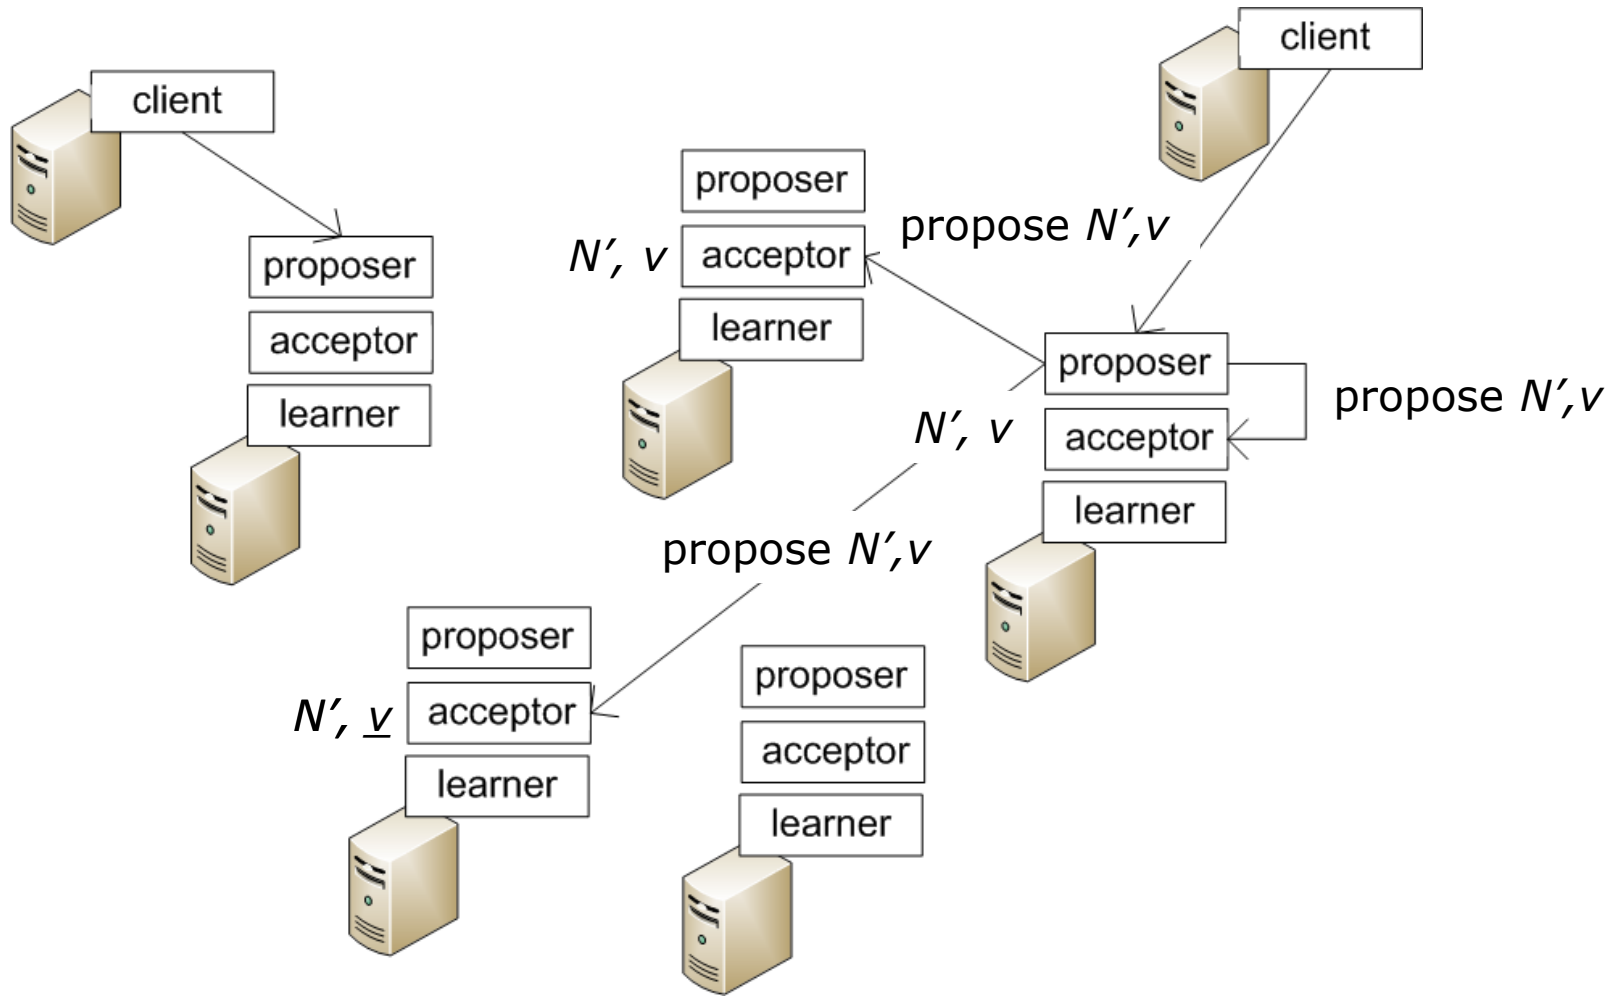 client
client
proposer
propose N′,v
N′, v acceptor
proposer
learner
acceptor
proposer
propose N′,v
learner
N′, v acceptor
learner
propose N′,v
proposer
proposer
N′, v acceptor
acceptor
learner
learner